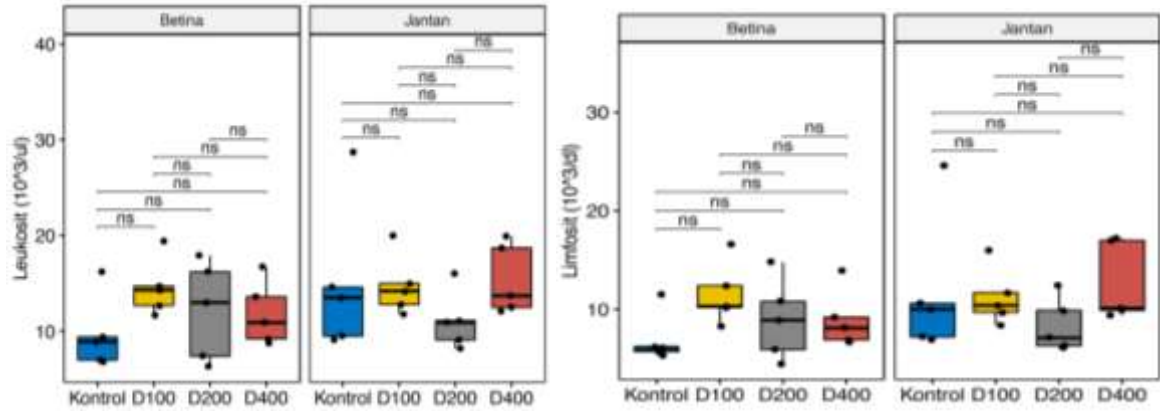 Betina Jantan
40
ns
ns
ns
ns
ns
ns
30
ns
ns
ns
ns
ns
ns
20
10
Leukosit (10^3/ul)
Kontrol D100 D200 D400 Kontrol D100 D200 D400
Betina Jantan
ns
ns
ns
ns
ns
ns
30
ns
ns
ns
ns
ns
ns
20
10
Limfosit (10^3/dl)
Kontrol D100 D200 D400 Kontrol D100 D200 D400